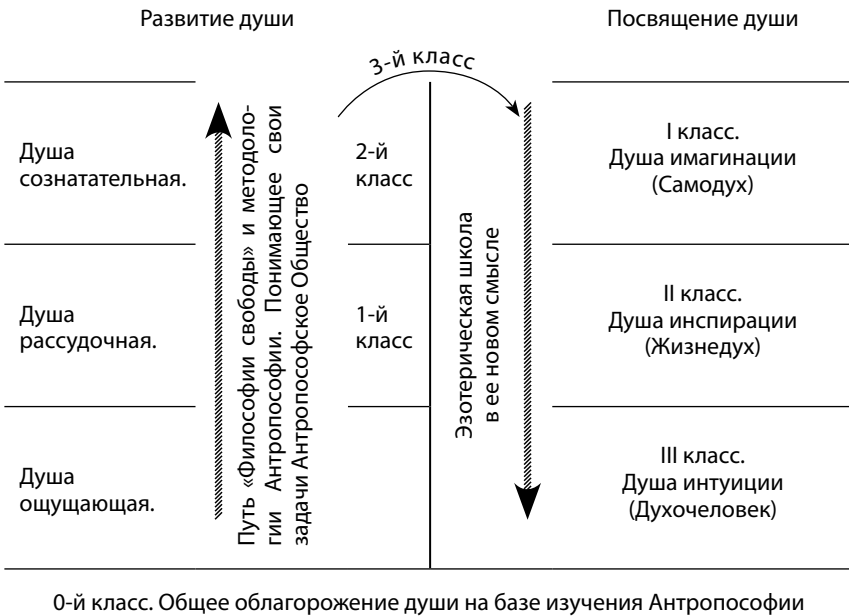 Развитие души
Посвящение души
3-й класс
Душа
сознатательная.
Душа
рассудочная.
Душа
ощущающая.
Путь «Философии свободы» и методоло-
гии Антропософии. Понимающее свои
задачи Антропософское Общество
2-й
класс
1-й
класс
Эзотерическая школа
в ее новом смысле
I класс.
Душа имагинации
(Самодух)
II класс.
Душа инспирации
(Жизнедух)
III класс.
Душа интуиции
(Духочеловек)
0-й класс. Общее облагорожение души на базе изучения Антропософии